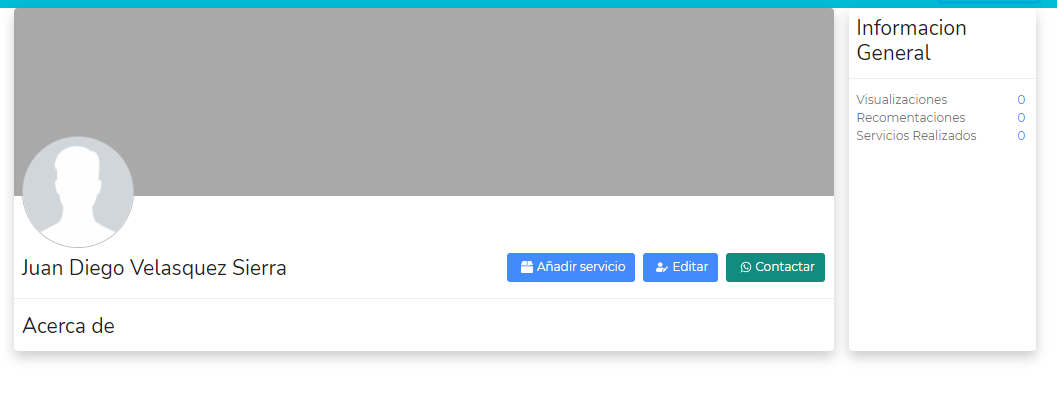 Informacion
General
Visualizaciones 0
Recomentaciones 0
Servicios Realizados 0
Juan Diego Velasquez Sierra
Añadir servicio
Editar
Contactar
Acerca de